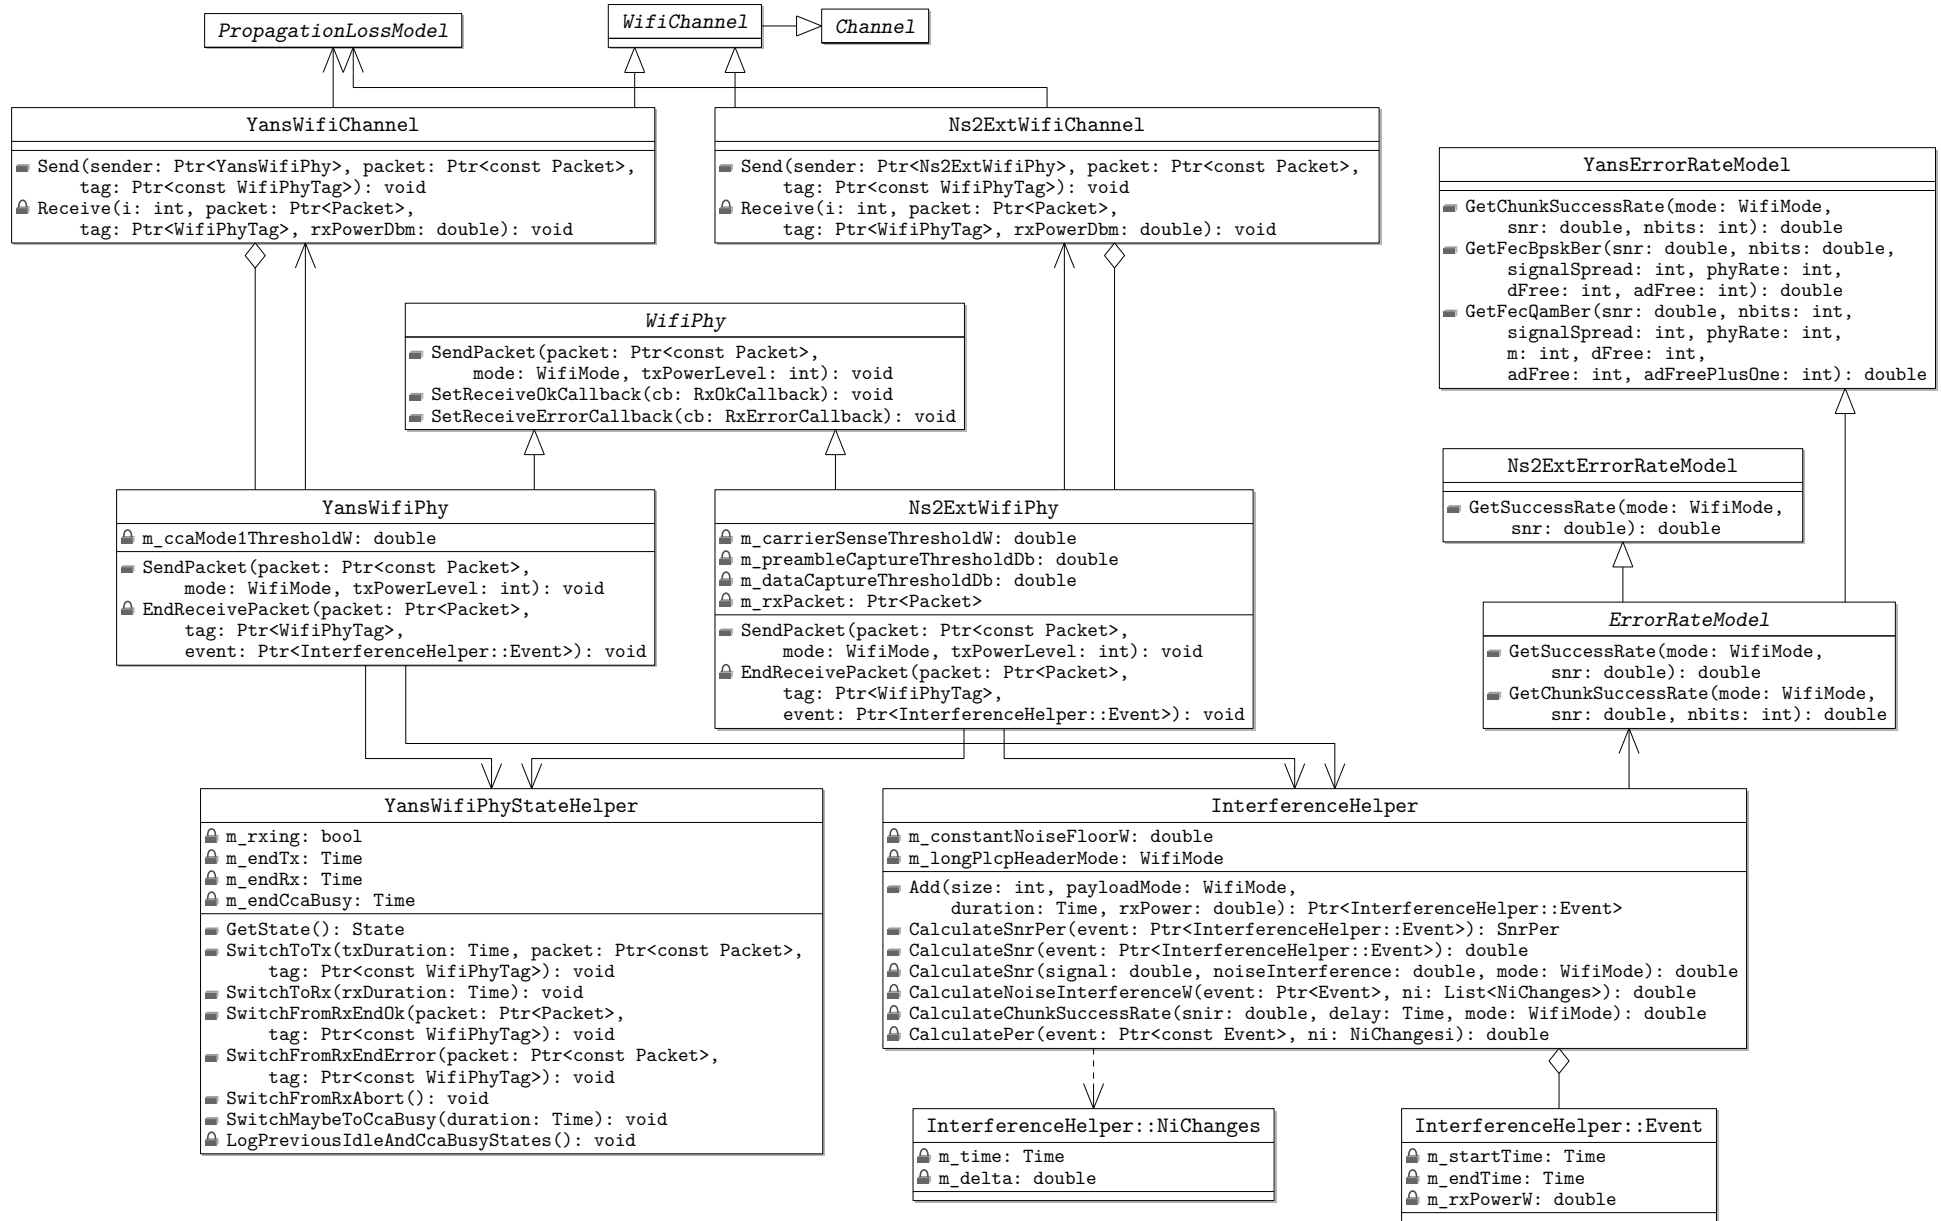 PropagationLossModel
WifiChannel
Channel
YansWifiChannel
Send(sender: Ptr<YansWifiPhy>, packet: Ptr<const Packet>,
tag: Ptr<const WifiPhyTag>): void
Receive(i: int, packet: Ptr<Packet>,
tag: Ptr<WifiPhyTag>, rxPowerDbm: double): void
Ns2ExtWifiChannel
Send(sender: Ptr<Ns2ExtWifiPhy>, packet: Ptr<const Packet>,
tag: Ptr<const WifiPhyTag>): void
Receive(i: int, packet: Ptr<Packet>,
tag: Ptr<WifiPhyTag>, rxPowerDbm: double): void
YansErrorRateModel
GetChunkSuccessRate(mode: WifiMode,
snr: double, nbits: int): double
GetFecBpskBer(snr: double, nbits: double,
signalSpread: int, phyRate: int,
dFree: int, adFree: int): double
GetFecQamBer(snr: double, nbits: int,
signalSpread: int, phyRate: int,
m: int, dFree: int,
adFree: int, adFreePlusOne: int): double
WifiPhy
SendPacket(packet: Ptr<const Packet>,
mode: WifiMode, txPowerLevel: int): void
SetReceiveOkCallback(cb: RxOkCallback): void
SetReceiveErrorCallback(cb: RxErrorCallback): void
Ns2ExtErrorRateModel
GetSuccessRate(mode: WifiMode,
snr: double): double
YansWifiPhy
m_ccaMode1ThresholdW: double
SendPacket(packet: Ptr<const Packet>,
mode: WifiMode, txPowerLevel: int): void
EndReceivePacket(packet: Ptr<Packet>,
tag: Ptr<WifiPhyTag>,
event: Ptr<InterferenceHelper::Event>): void
Ns2ExtWifiPhy
m_carrierSenseThresholdW: double
m_preambleCaptureThresholdDb: double
m_dataCaptureThresholdDb: double
m_rxPacket: Ptr<Packet>
SendPacket(packet: Ptr<const Packet>,
mode: WifiMode, txPowerLevel: int): void
EndReceivePacket(packet: Ptr<Packet>,
tag: Ptr<WifiPhyTag>,
event: Ptr<InterferenceHelper::Event>): void
ErrorRateModel
GetSuccessRate(mode: WifiMode,
snr: double): double
GetChunkSuccessRate(mode: WifiMode,
snr: double, nbits: int): double
YansWifiPhyStateHelper
m_rxing: bool
m_endTx: Time
m_endRx: Time
m_endCcaBusy: Time
GetState(): State
SwitchToTx(txDuration: Time, packet: Ptr<const Packet>,
tag: Ptr<const WifiPhyTag>): void
SwitchToRx(rxDuration: Time): void
SwitchFromRxEndOk(packet: Ptr<Packet>,
tag: Ptr<const WifiPhyTag>): void
SwitchFromRxEndError(packet: Ptr<const Packet>,
tag: Ptr<const WifiPhyTag>): void
SwitchFromRxAbort(): void
SwitchMaybeToCcaBusy(duration: Time): void
LogPreviousIdleAndCcaBusyStates(): void
InterferenceHelper
m_constantNoiseFloorW: double
m_longPlcpHeaderMode: WifiMode
Add(size: int, payloadMode: WifiMode,
duration: Time, rxPower: double): Ptr<InterferenceHelper::Event>
CalculateSnrPer(event: Ptr<InterferenceHelper::Event>): SnrPer
CalculateSnr(event: Ptr<InterferenceHelper::Event>): double
CalculateSnr(signal: double, noiseInterference: double, mode: WifiMode): double
CalculateNoiseInterferenceW(event: Ptr<Event>, ni: List<NiChanges>): double
CalculateChunkSuccessRate(snir: double, delay: Time, mode: WifiMode): double
CalculatePer(event: Ptr<const Event>, ni: NiChangesi): double
InterferenceHelper::NiChanges
m_time: Time
m_delta: double
InterferenceHelper::Event
m_startTime: Time
m_endTime: Time
m_rxPowerW: double